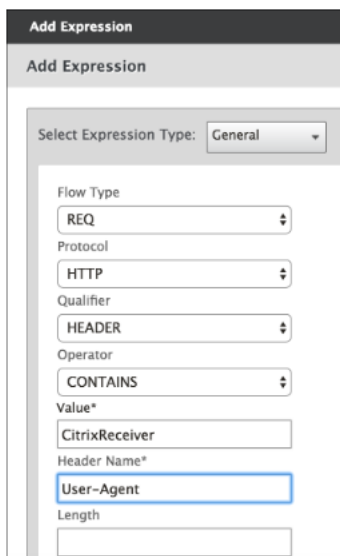 Add Expression
Add Expression
Select Expression Type: General
Flow Type
REQ
Protocol
HTTP
Qualifier
HEADER
Operator
CONTAINS
Value*
CitrixReceiver
Header Name*
User-Agent
Length